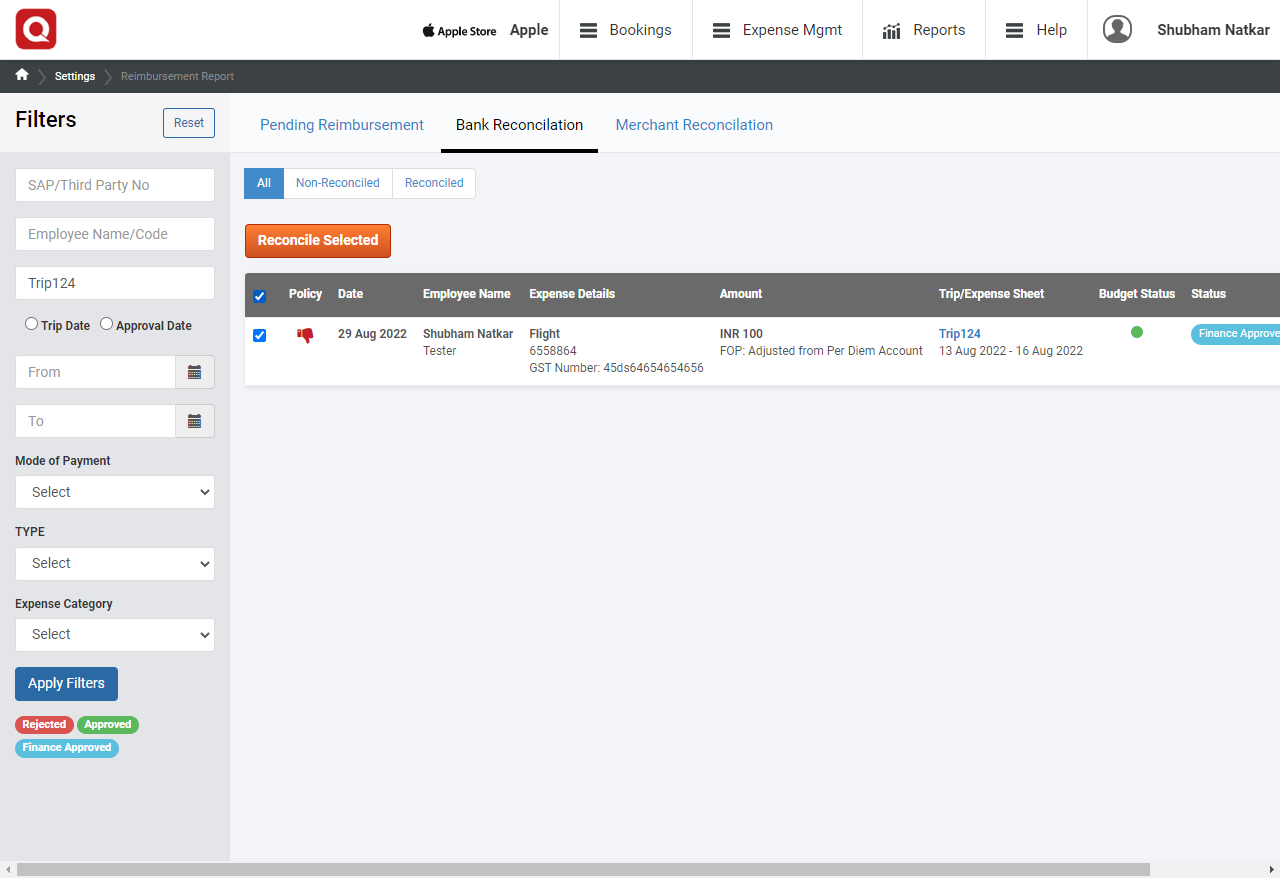 Apple Store Apple Bookings Expense Mgmt Reports Help Shubham Natkar
Settings Reimbursement Report
Filters Reset
Pending Reimbursement Bank Reconcilation Merchant Reconcilation
SAP/Third Party No
Employee Name/Code
Trip124
Trip Date Approval Date
From
To
Mode of Payment
Select
TYPE
Select
Expense Category
Select
Apply Filters
Rejected Approved
Finance Approved
All Non-Reconciled Reconciled
Reconcile Selected
Policy Date Employee Name Expense Details Amount Trip/Expense Sheet Budget Status Status
29 Aug 2022 Shubham Natkar Flight INR 100 Trip124 Finance Approve
Tester 6558864 FOP: Adjusted from Per Diem Account 13 Aug 2022 - 16 Aug 2022
GST Number: 45ds64654654656